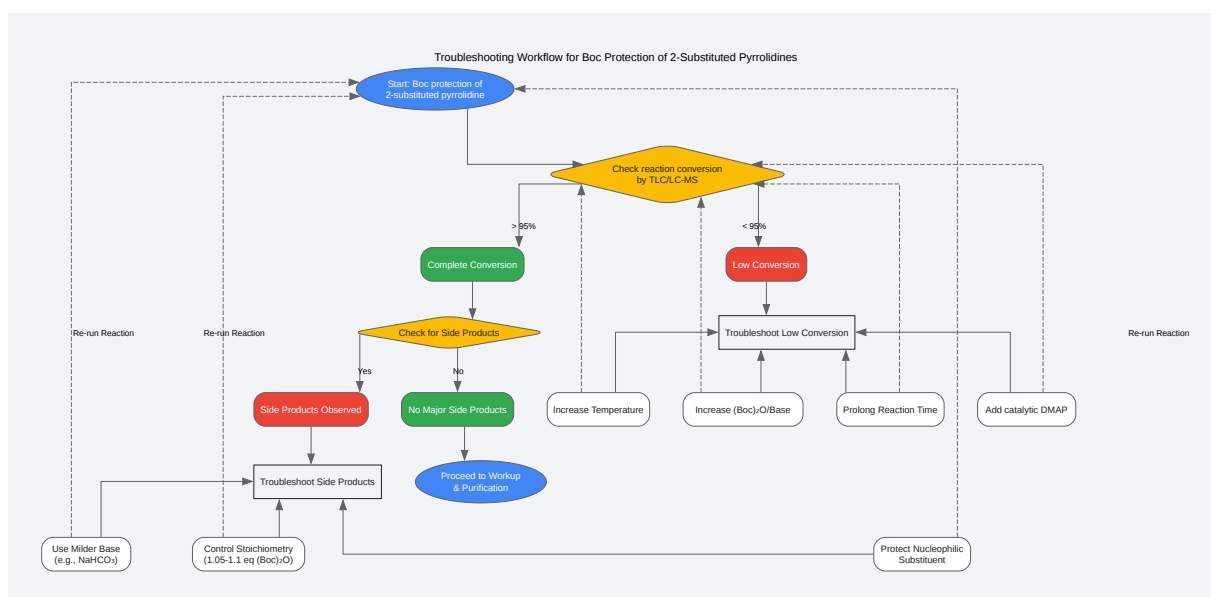 Troubleshooting Workflow for Boc Protection of 2-Substituted Pyrrolidines
Start: Boc protection of
2-substituted pyrrolidine
Check reaction conversion
by TLC/LC-MS
> 95%
< 95%
Complete Conversion
Low Conversion
Re-run Reaction
Re-run Reaction
Check for Side Products
Troubleshoot Low Conversion
Re-run Reaction
Yes
No
Side Products Observed
No Major Side Products
Increase Temperature
Increase (Boc)₂O/Base
Prolong Reaction Time
Add catalytic DMAP
Troubleshoot Side Products
Proceed to Workup
& Purification
Use Milder Base
(e.g., NaHCO₃)
Control Stoichiometry
(1.05-1.1 eq (Boc)₂O)
Protect Nucleophilic
Substituent